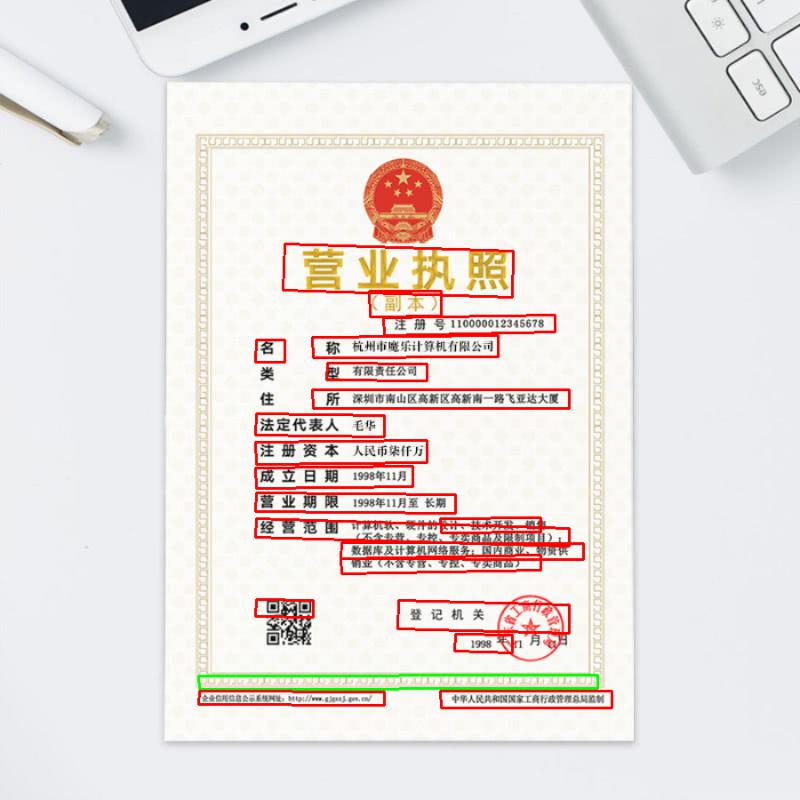 esc
营业执照
（副本）
注 册 号 110000012345678
名 称 杭州市魔乐计算机有限公司
类 型 有限责任公司
住 所 深圳市南山区高新区高新南一路飞亚达大厦
法定代表人 毛华
注 册 资 本 人民币柒仟万
成 立 日 期 1998年11月
营 业 期 限 1998年11月至 长期
经 营 范 围 计算机软、硬件的设计、技术开发、销售
（不含专营、专控、专卖商品及限制项目）；
数据库及计算机网络服务；国内商业、物资供
销业（不含专营、专控、专卖商品）
登 记 机 关
1998 年 11 月 11 日
企业信用信息公示系统网址：http://www.gjgxxj.gov.cn/
中华人民共和国国家工商行政管理总局监制